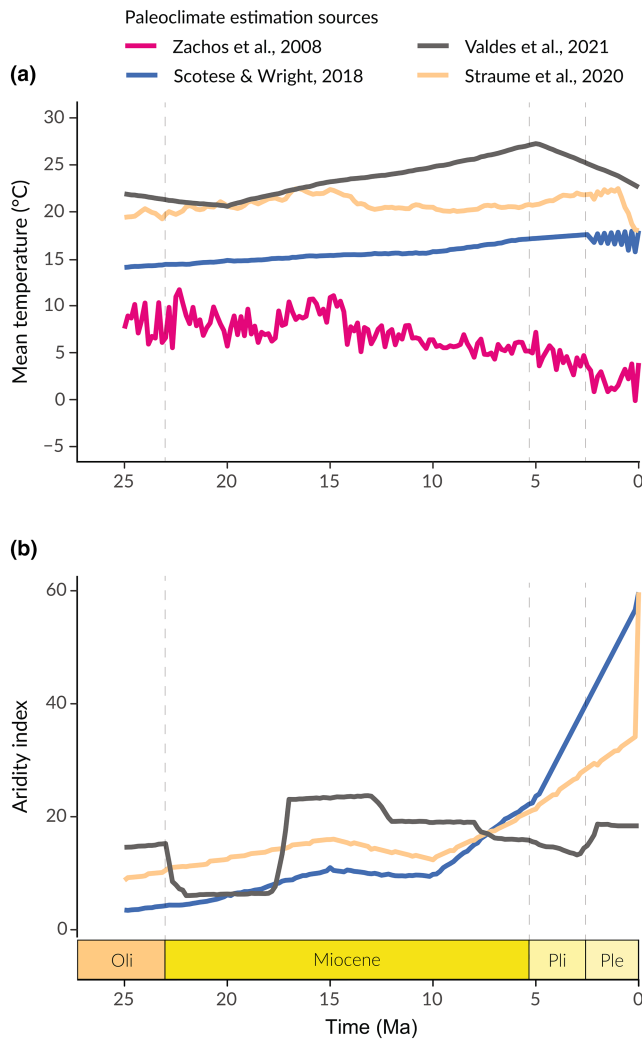 Paleoclimate estimation sources
Zachos et al., 2008
Valdes et al., 2021
Scotese & Wright, 2018
Straume et al., 2020
(a)
30
25
20
15
10
5
0
−5
Mean temperature (°C)
25 20 15 10 5 0
(b)
60
40
20
0
Aridity index
Oli Miocene Pli Ple
25 20 15 10 5 0
Time (Ma)